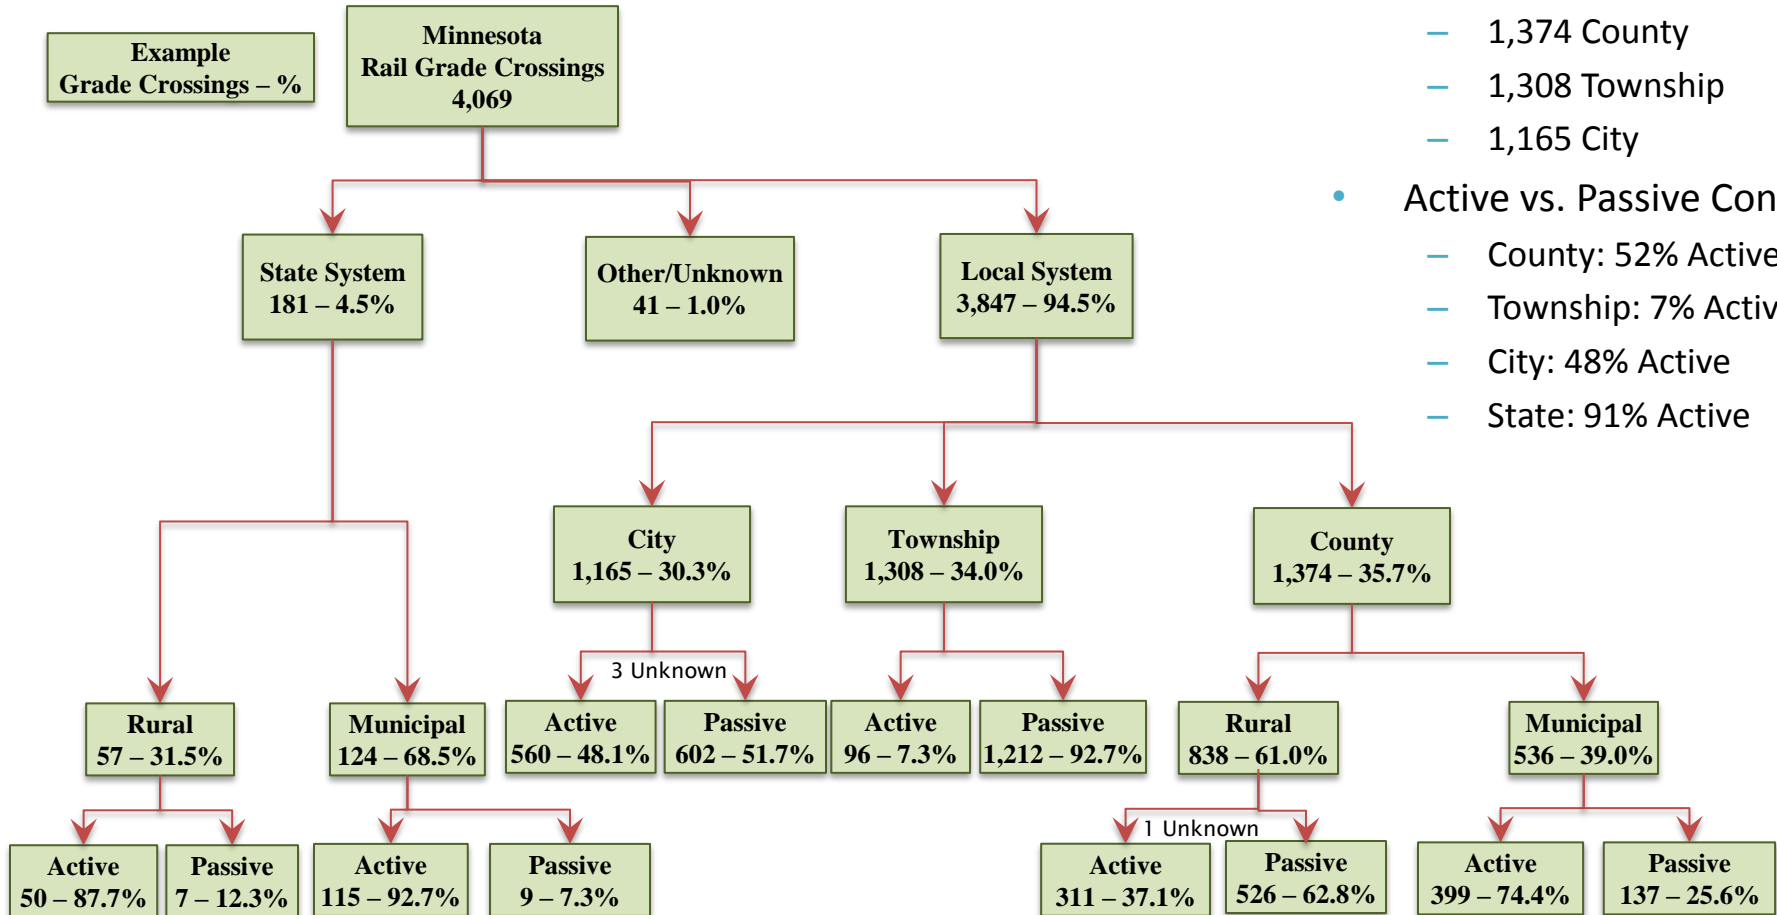 Example
Grade Crossings – %
Minnesota
Rail Grade Crossings
4,069
– 1,374 County
– 1,308 Township
– 1,165 City
• Active vs. Passive Con
– County: 52% Active
– Township: 7% Activ
– City: 48% Active
– State: 91% Active
State System
181 – 4.5%
Other/Unknown
41 – 1.0%
Local System
3,847 – 94.5%
City
1,165 – 30.3%
Township
1,308 – 34.0%
County
1,374 – 35.7%
3 Unknown
Rural
57 – 31.5%
Municipal
124 – 68.5%
Active
560 – 48.1%
Passive
602 – 51.7%
Active
96 – 7.3%
Passive
1,212 – 92.7%
Rural
838 – 61.0%
Municipal
536 – 39.0%
1 Unknown
Active
50 – 87.7%
Passive
7 – 12.3%
Active
115 – 92.7%
Passive
9 – 7.3%
Active
311 – 37.1%
Passive
526 – 62.8%
Active
399 – 74.4%
Passive
137 – 25.6%